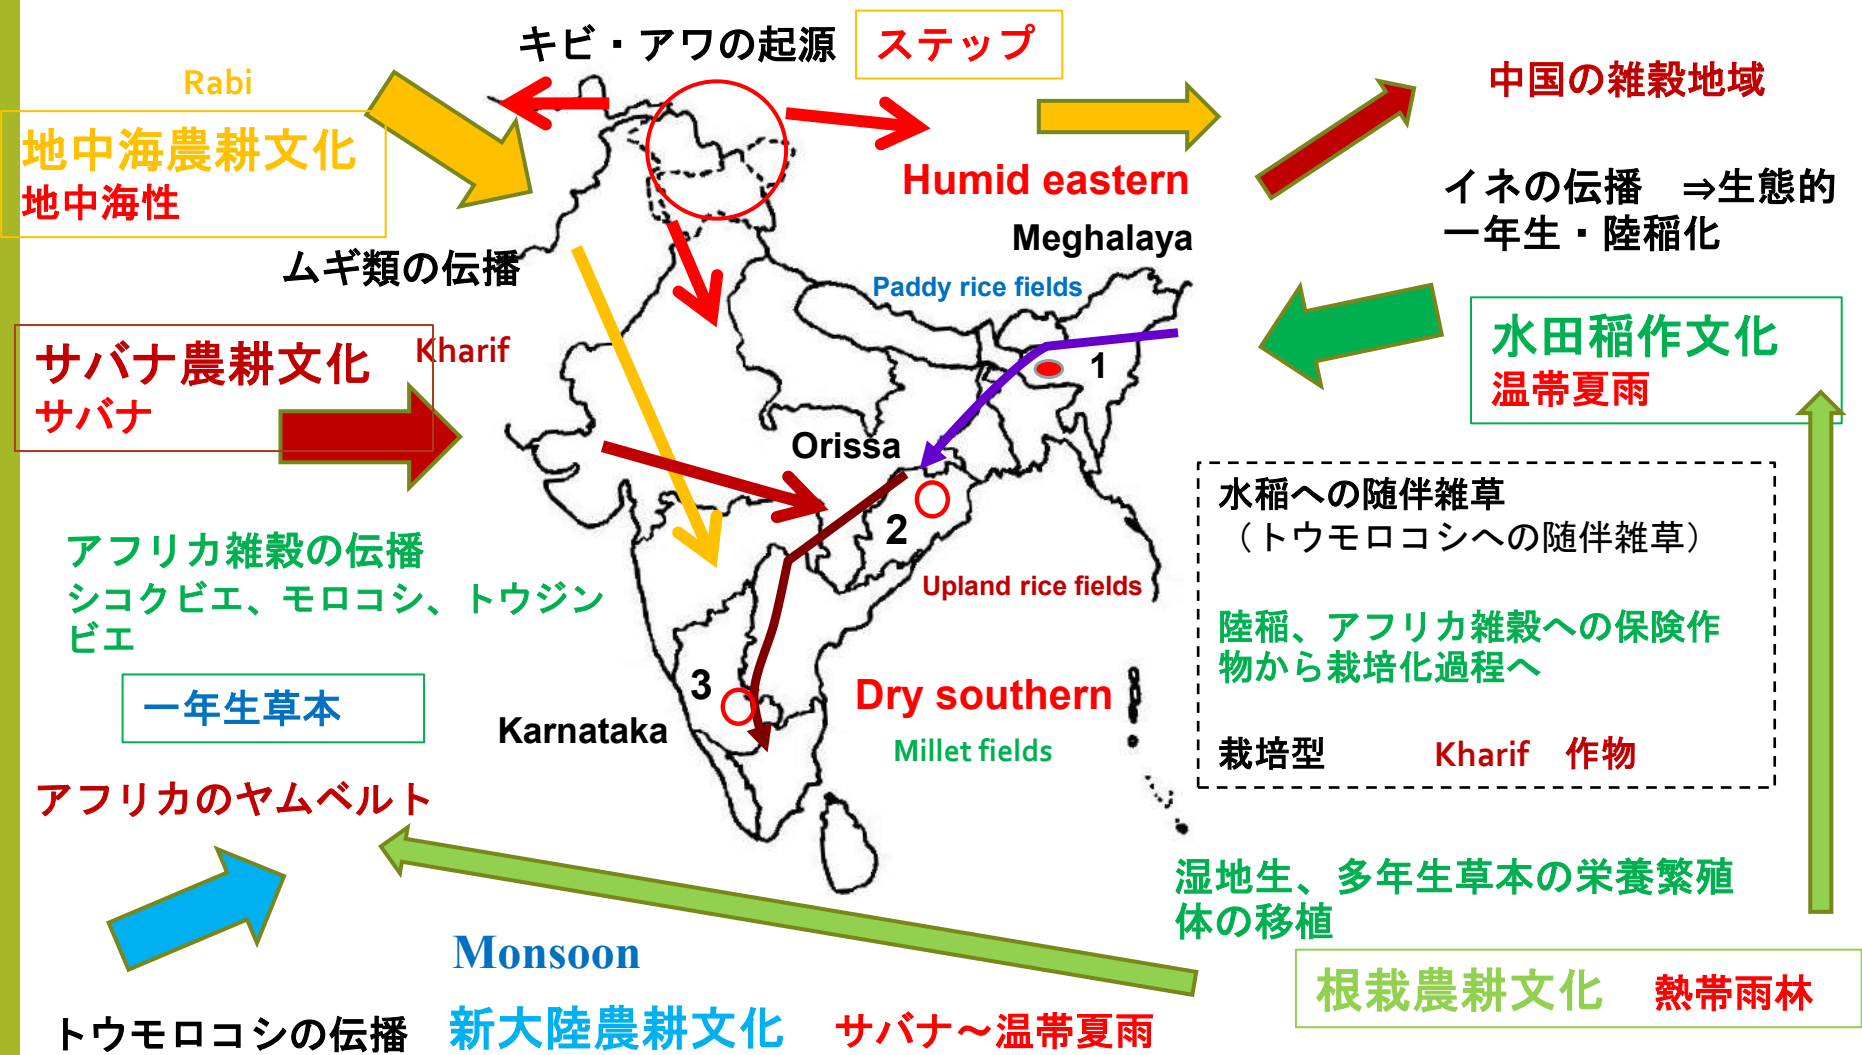 キビ・アワの起源
ステップ
Rabi
地中海農耕文化
地中海性
中国の雑穀地域
Humid eastern
イネの伝播　⇒生態的
一年生・陸稲化
Meghalaya
ムギ類の伝播
Paddy rice fields
サバナ農耕文化
サバナ
Kharif
水田稲作文化
温帯夏雨
1
Orissa
2
水稲への随伴雑草
（トウモロコシへの随伴雑草）
アフリカ雑穀の伝播
シコクビエ、モロコシ、トウジン
ビエ
Upland rice fields
陸稲、アフリカ雑穀への保険作
物から栽培化過程へ
3
一年生草本
Dry southern
Karnataka
Millet fields
栽培型　Kharif　作物
アフリカのヤムベルト
湿地生、多年生草本の栄養繁殖
体の移植
Monsoon
根栽農耕文化　熱帯雨林
トウモロコシの伝播
新大陸農耕文化
サバナ～温帯夏雨